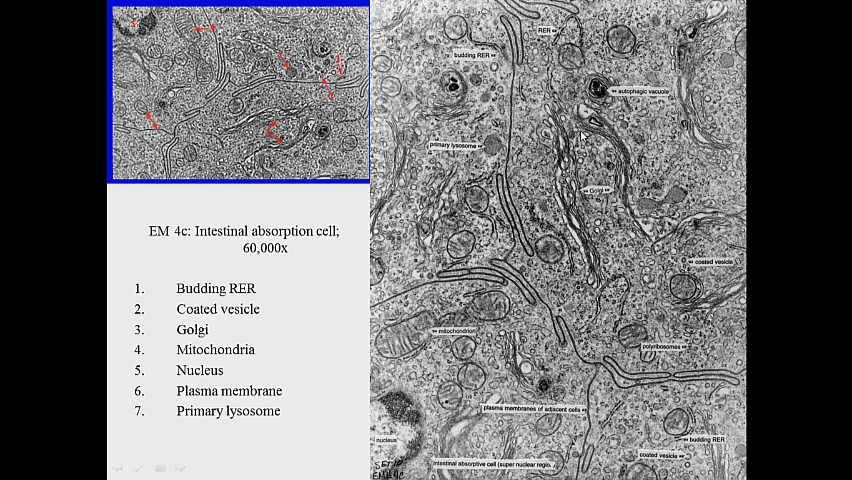 EM 4c: Intestinal absorption cell;
60,000x
1. Budding RER
2. Coated vesicle
3. Golgi
4. Mitochondria
5. Nucleus
6. Plasma membrane
7. Primary lysosome
RER
budding RER
autophagic vacuole
primary lysosome
Golgi
coated vesicle
mitochondrion
polyribosomes
plasma membranes of adjacent cells
nucleus
budding RER
coated vesicle
intestinal absorptive cell (super nuclear regio.
EM 4c